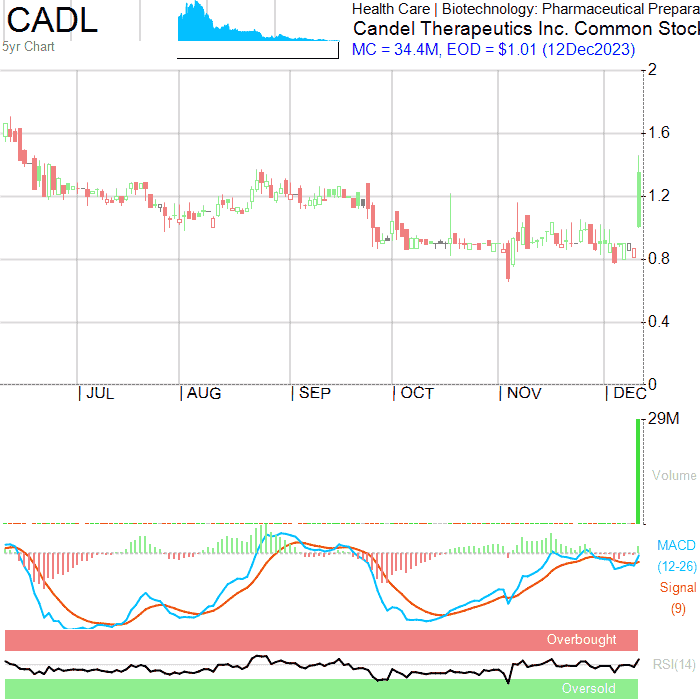 CADL
5yr Chart
Health Care | Biotechnology: Pharmaceutical Prepara
Candel Therapeutics Inc. Common Stocl
MC = 34.4M, EOD = $1.01 (12Dec2023)
2
1.6
1.2
0.8
0.4
0
JUL
AUG
SEP
OCT
NOV
DEC
29M
Volume
MACD
(12-26)
Signal
(9)
Overbought
RSI(14)
Oversold